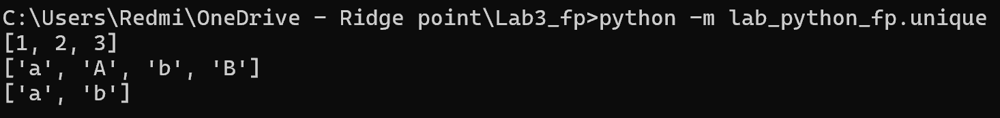 C:\Users\Redmi\OneDrive - Ridge point\Lab3_fp>python -m lab_python_fp.unique
[1, 2, 3]
['a', 'A', 'b', 'B']
['a', 'b']